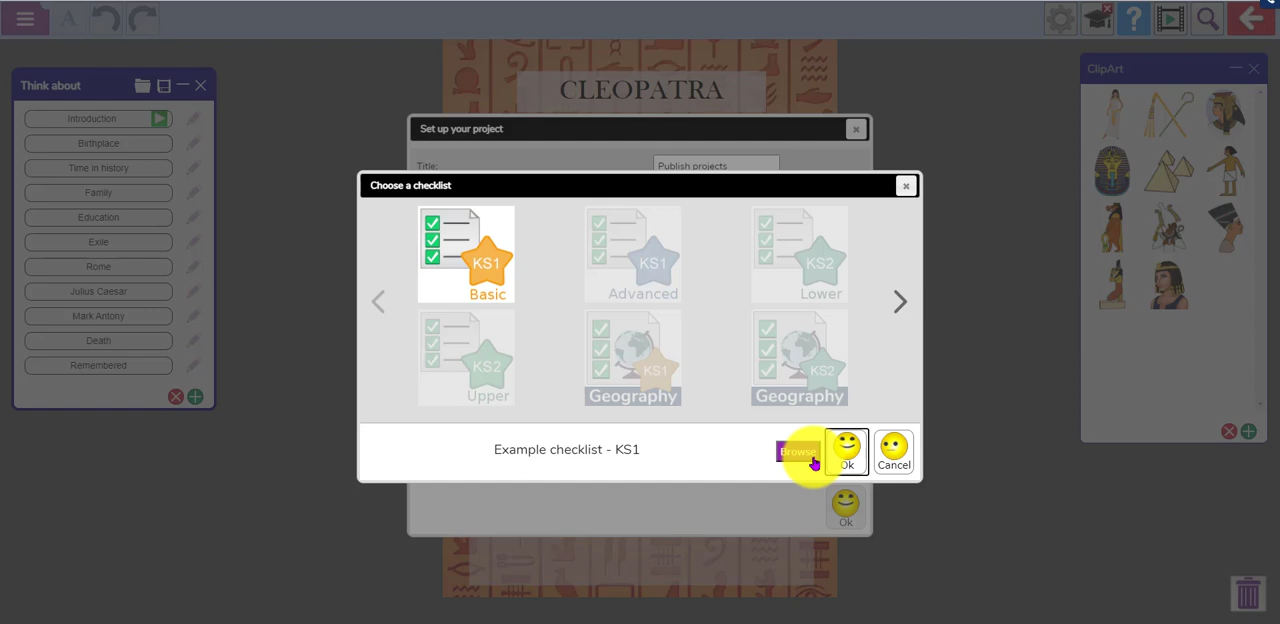 A
?
Think about
Introduction
Birthplace
Time in history
Family
Education
Exile
Rome
Julius Caesar
Mark Antony
Death
Remembered
CLEOPATRA
Set up your project
Title:
Publish projects
Choose a checklist
KS1
Basic
KS1
Advanced
KS2
Lower
KS2
Upper
KS1
Geography
KS2
Geography
Example checklist - KS1
Browse
Ok
Cancel
Ok
ClipArt